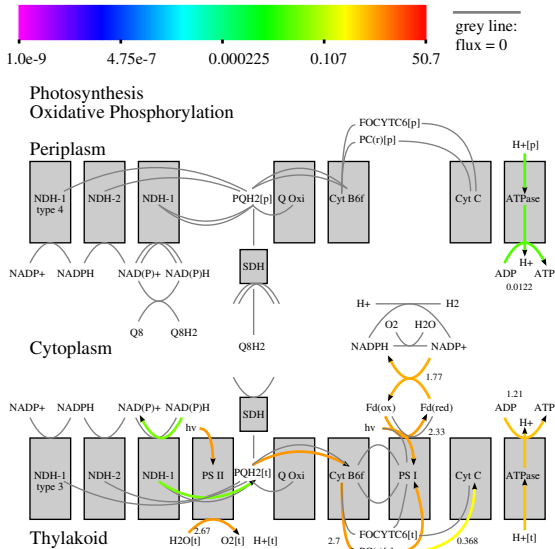 grey line:
flux = 0
1.0e-9 4.75e-7 0.000225 0.107 50.7
Photosynthesis
Oxidative Phosphorylation
Periplasm
FOCYTC6[p]
PC(r)[p]
H+[p]
NDH-1
type 4
NDH-2
NDH-1
PQH2[p]
Q Oxi
Cyt B6f
Cyt C
ATPase
SDH
NADP+ NADPH NAD(P)+ NAD(P)H
H+
ADP ATP
0.0122
Q8 Q8H2
Q8H2
H+ H2
O2 H2O
NADPH NADP+
Cytoplasm
1.77
NADP+ NADPH NAD(P)+ NAD(P)H
SDH
Fd(ox) Fd(red)
1.21
ADP ATP
H+
hv
hv
2.33
NDH-1
type 3
NDH-2
NDH-1
PS II
PQH2[t]
Q Oxi
Cyt B6f
PS I
Cyt C
ATPase
2.67
H2O[t] O2[t] H+[t]
2.7
FOCYTC6[t]
0.368
H+[t]
Thylakoid